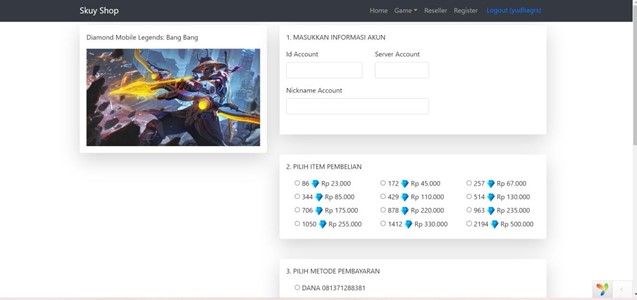 Skuy Shop Home Game Reseller Register Logout (yudhagni)
Diamond Mobile Legends: Bang Bang
1. MASUKKAN INFORMASI AKUN
Id Account Server Account
Nickname Account
2. PILIH ITEM PEMBELIAN
86 Rp 23.000 172 Rp 45.000 257 Rp 67.000
344 Rp 85.000 429 Rp 110.000 514 Rp 130.000
706 Rp 175.000 878 Rp 220.000 963 Rp 235.000
1050 Rp 255.000 1412 Rp 330.000 2194 Rp 500.000
3. PILIH METODE PEMBAYARAN
DANA 081371288381